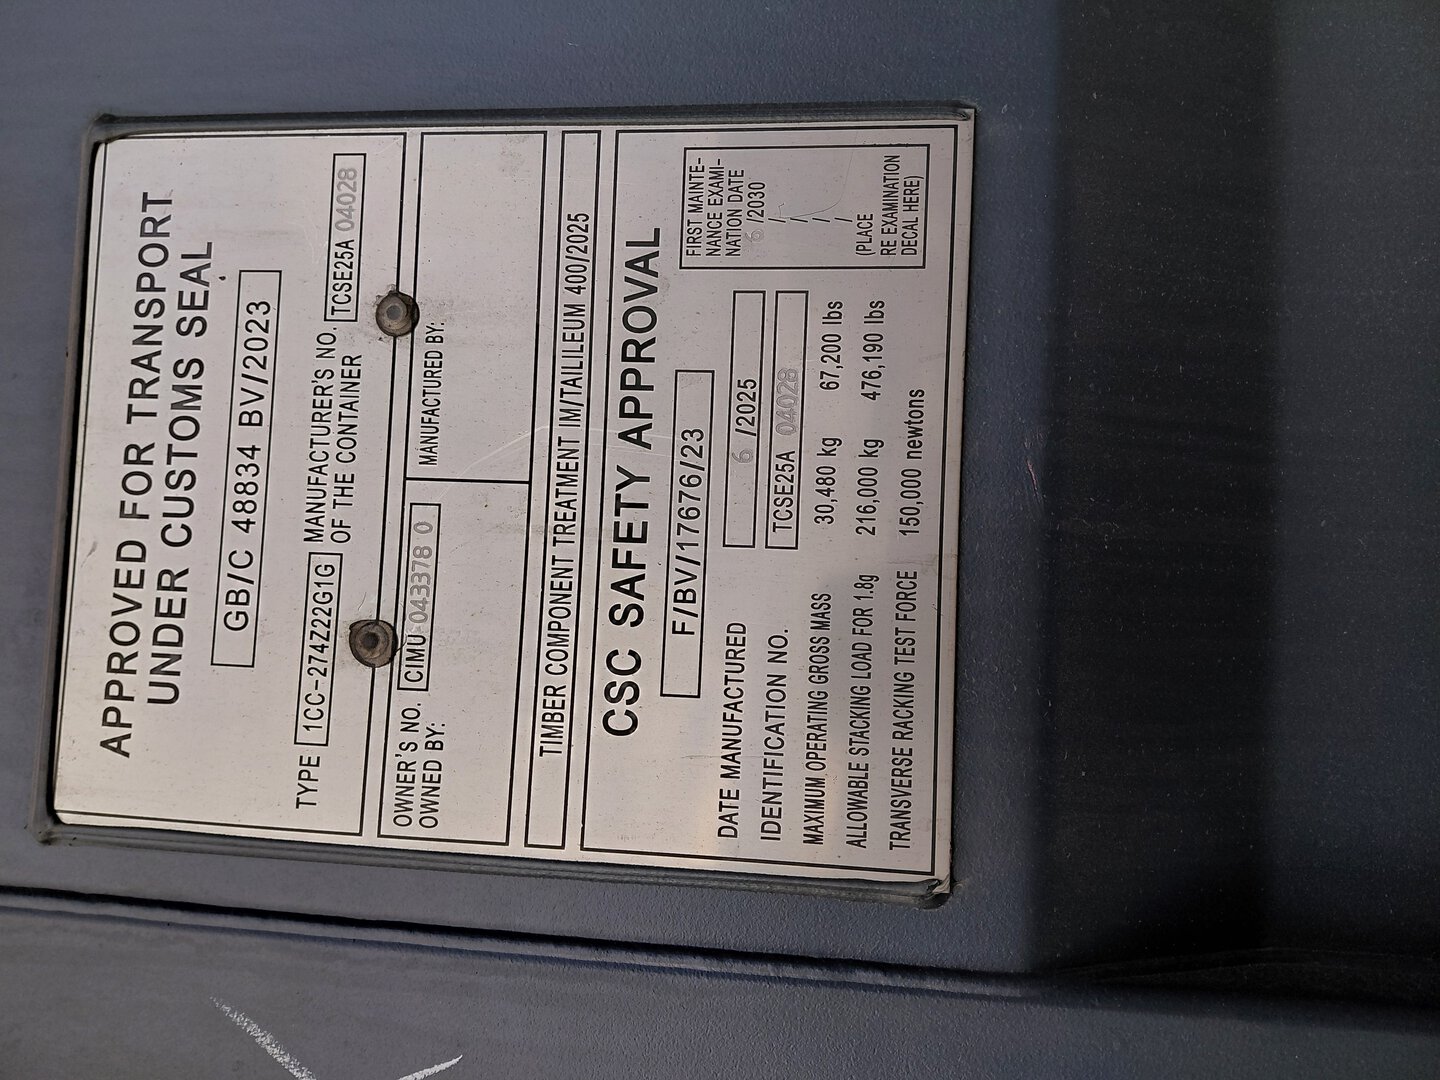 APPROVED FOR TRANSPORT
UNDER CUSTOMS SEAL
GB/C 48834 BV/2023
TYPE 1CC-274Z22G1G MANUFACTURER'S NO. OF THE CONTAINER TCSE25A 04028
OWNER'S NO. CIMU 043378 0
OWNED BY:
MANUFACTURED BY:
TIMBER COMPONENT TREATMENT IM/TAILILEUM 400/2025
CSC SAFETY APPROVAL
F/BV/17676/23
DATE MANUFACTURED 6 /2025
IDENTIFICATION NO. TCSE25A 04028
MAXIMUM OPERATING GROSS MASS 30,480 kg 67,200 lbs
ALLOWABLE STACKING LOAD FOR 1.8g 216,000 kg 476,190 lbs
TRANSVERSE RACKING TEST FORCE 150,000 newtons
FIRST MAINTE-
NANCE EXAMI-
NATION DATE
6 /2030
(PLACE
RE EXAMINATION
DECAL HERE)